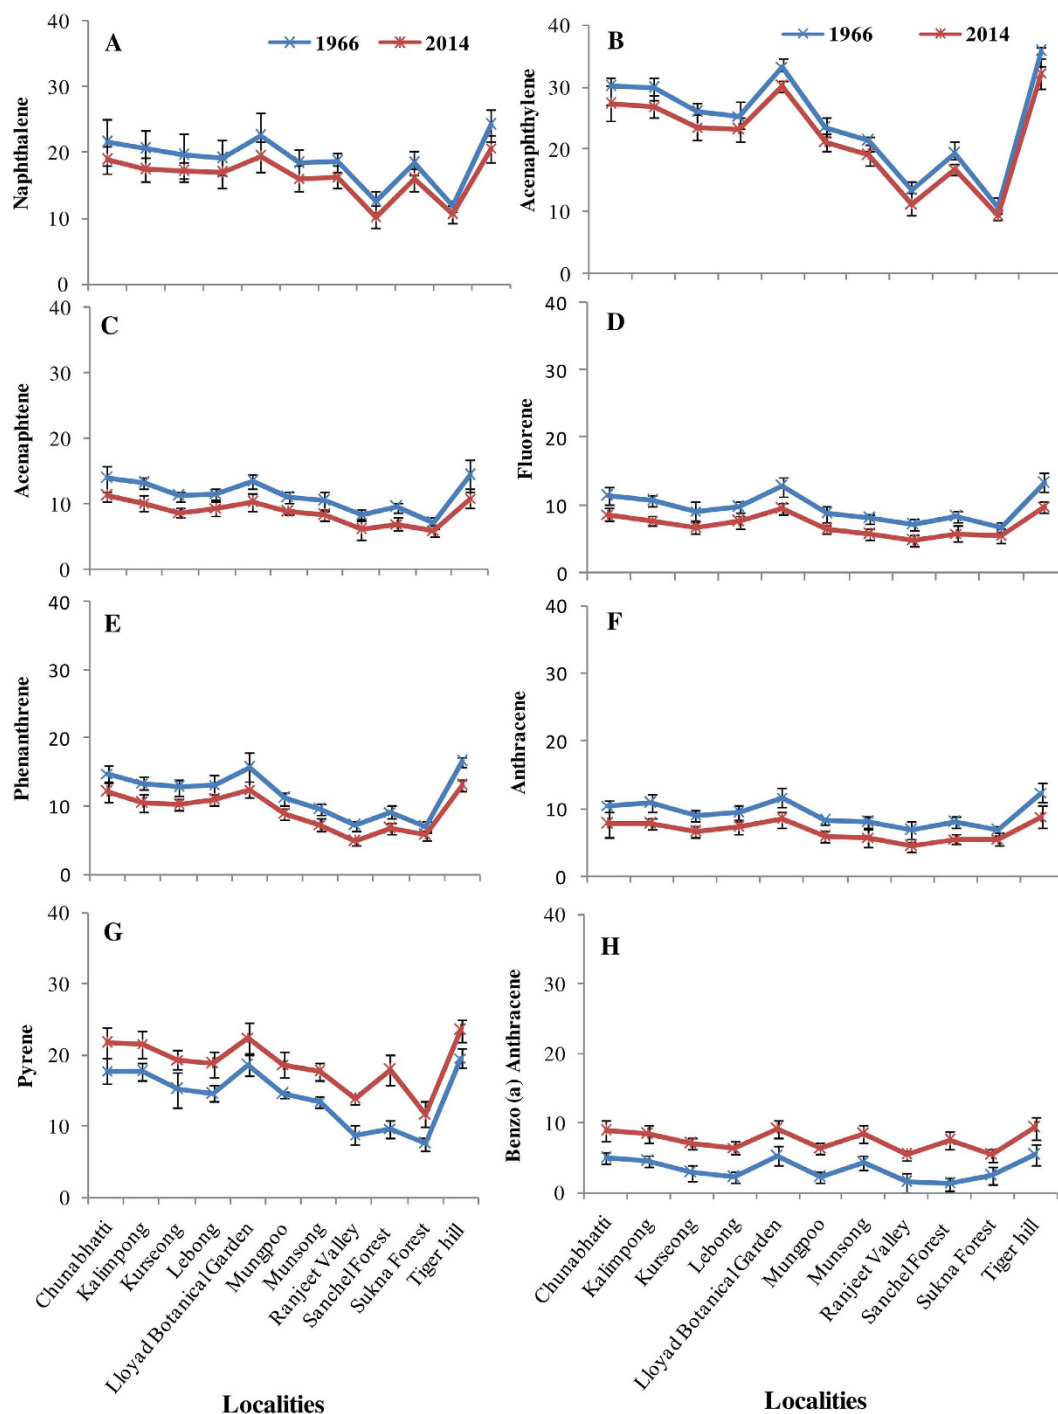 A
1966
2014
Naphthalene
40
30
20
10
0
B
1966
2014
Acenaphthylene
40
30
20
10
0
C
Acenaphtene
40
30
20
10
0
D
Fluorene
40
30
20
10
0
E
Phenanthrene
40
30
20
10
0
F
Anthracene
40
30
20
10
0
G
Pyrene
40
30
20
10
0
H
Benzo (a) Anthracene
40
30
20
10
0
Chunabhatti
Kalimpong
Kurseong
Lebong
Lloyad Botanical Garden
Mungpoo
Munsong
Ranjeet Valley
Sanchel Forest
Sukna Forest
Tiger hill
Localities
Chunabhatti
Kalimpong
Kurseong
Lebong
Lloyad Botanical Garden
Mungpoo
Munsong
Ranjeet Valley
Sanchel Forest
Sukna Forest
Tiger hill
Localities